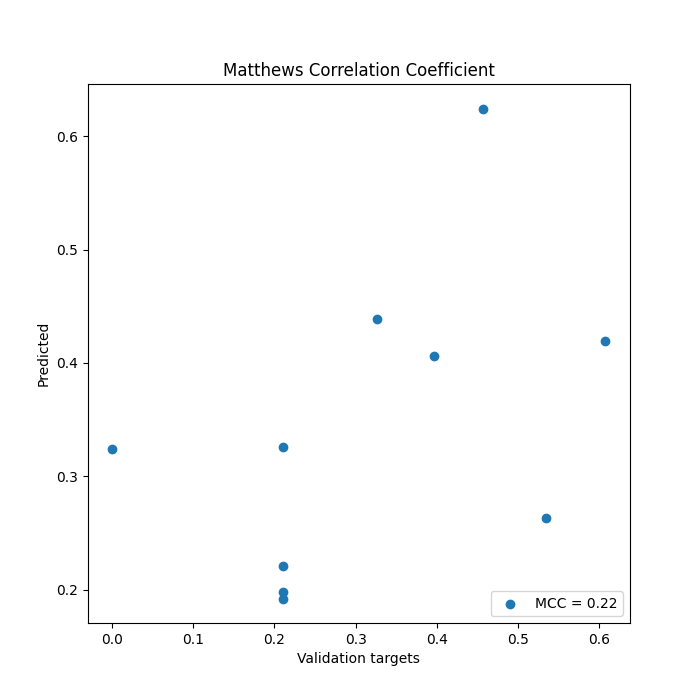 Matthews Correlation Coefficient
0.6
0.5
0.4
0.3
0.2
Predicted
MCC = 0.22
0.0 0.1 0.2 0.3 0.4 0.5 0.6
Validation targets